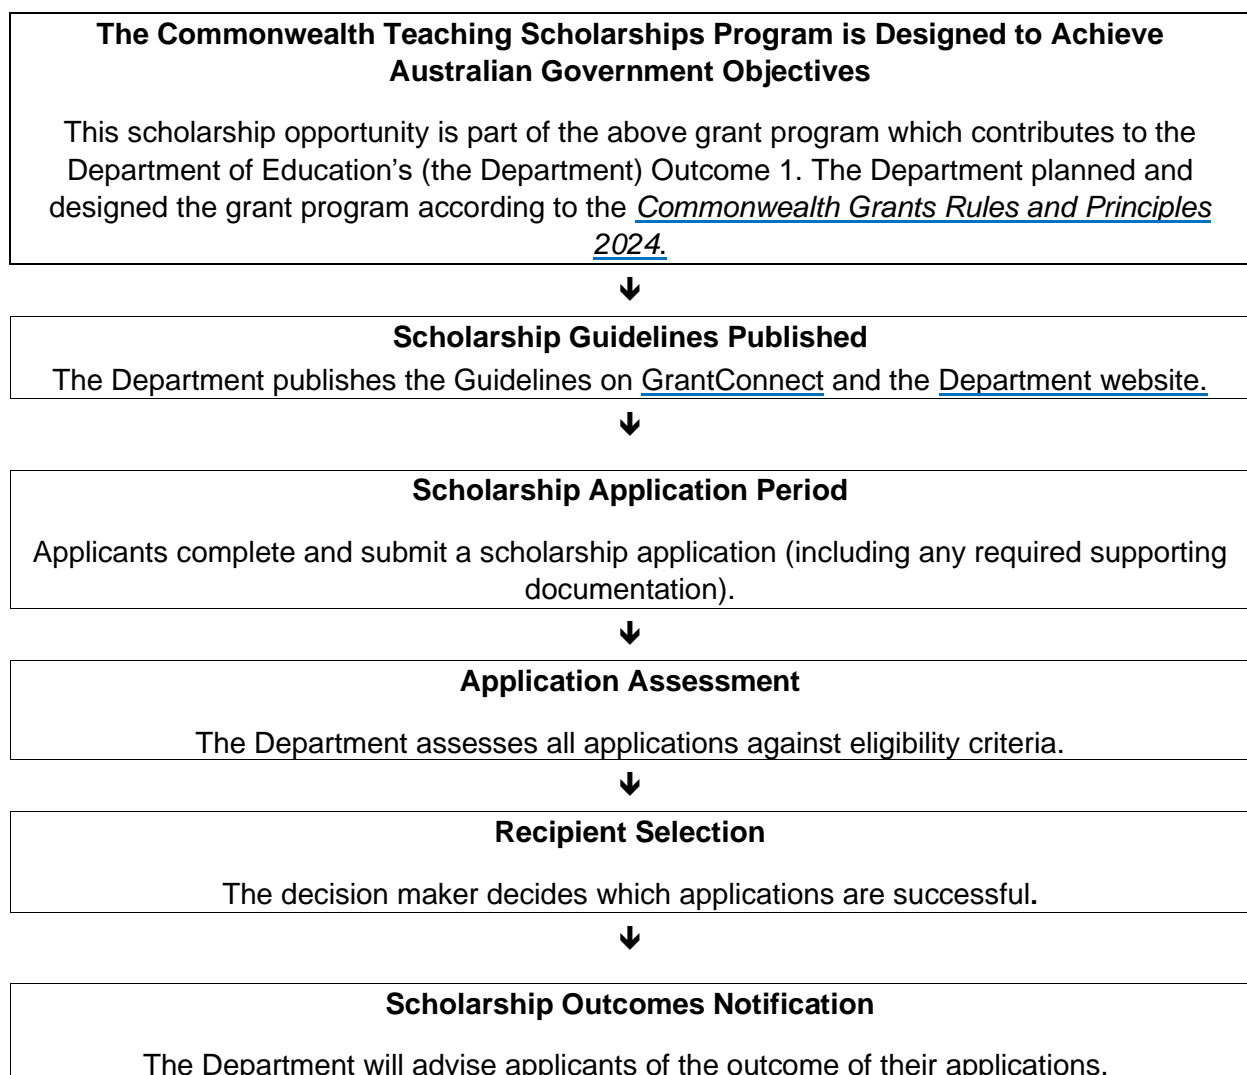 The Commonwealth Teaching Scholarships Program is Designed to Achieve
Australian Government Objectives
This scholarship opportunity is part of the above grant program which contributes to the
Department of Education’s (the Department) Outcome 1. The Department planned and
designed the grant program according to the Commonwealth Grants Rules and Principles
2024.
Scholarship Guidelines Published
The Department publishes the Guidelines on GrantConnect and the Department website.
Scholarship Application Period
Applicants complete and submit a scholarship application (including any required supporting
documentation).
Application Assessment
The Department assesses all applications against eligibility criteria.
Recipient Selection
The decision maker decides which applications are successful.
Scholarship Outcomes Notification
The Department will advise applicants of the outcome of their applications.